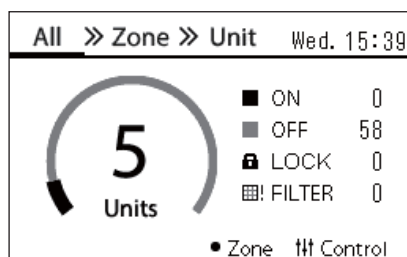 All » Zone » Unit Wed. 15:39
ON 0
OFF 58
LOCK 0
FILTER 0
5
Units
Zone Control